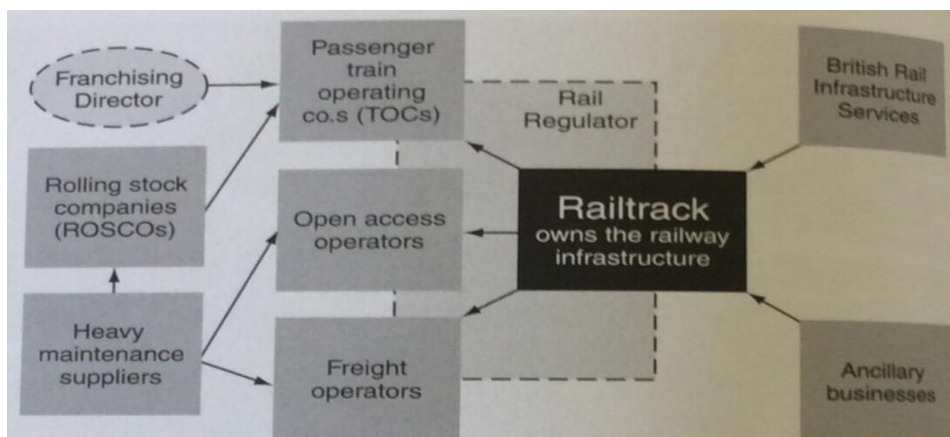 Franchising
Director
Passenger
train
operating
co.s (TOCs)
Rail
Regulator
British Rail
Infrastructure
Services
Rolling stock
companies
(ROSCOs)
Open access
operators
Railtrack
owns the railway
infrastructure
Heavy
maintenance
suppliers
Freight
operators
Ancillary
businesses